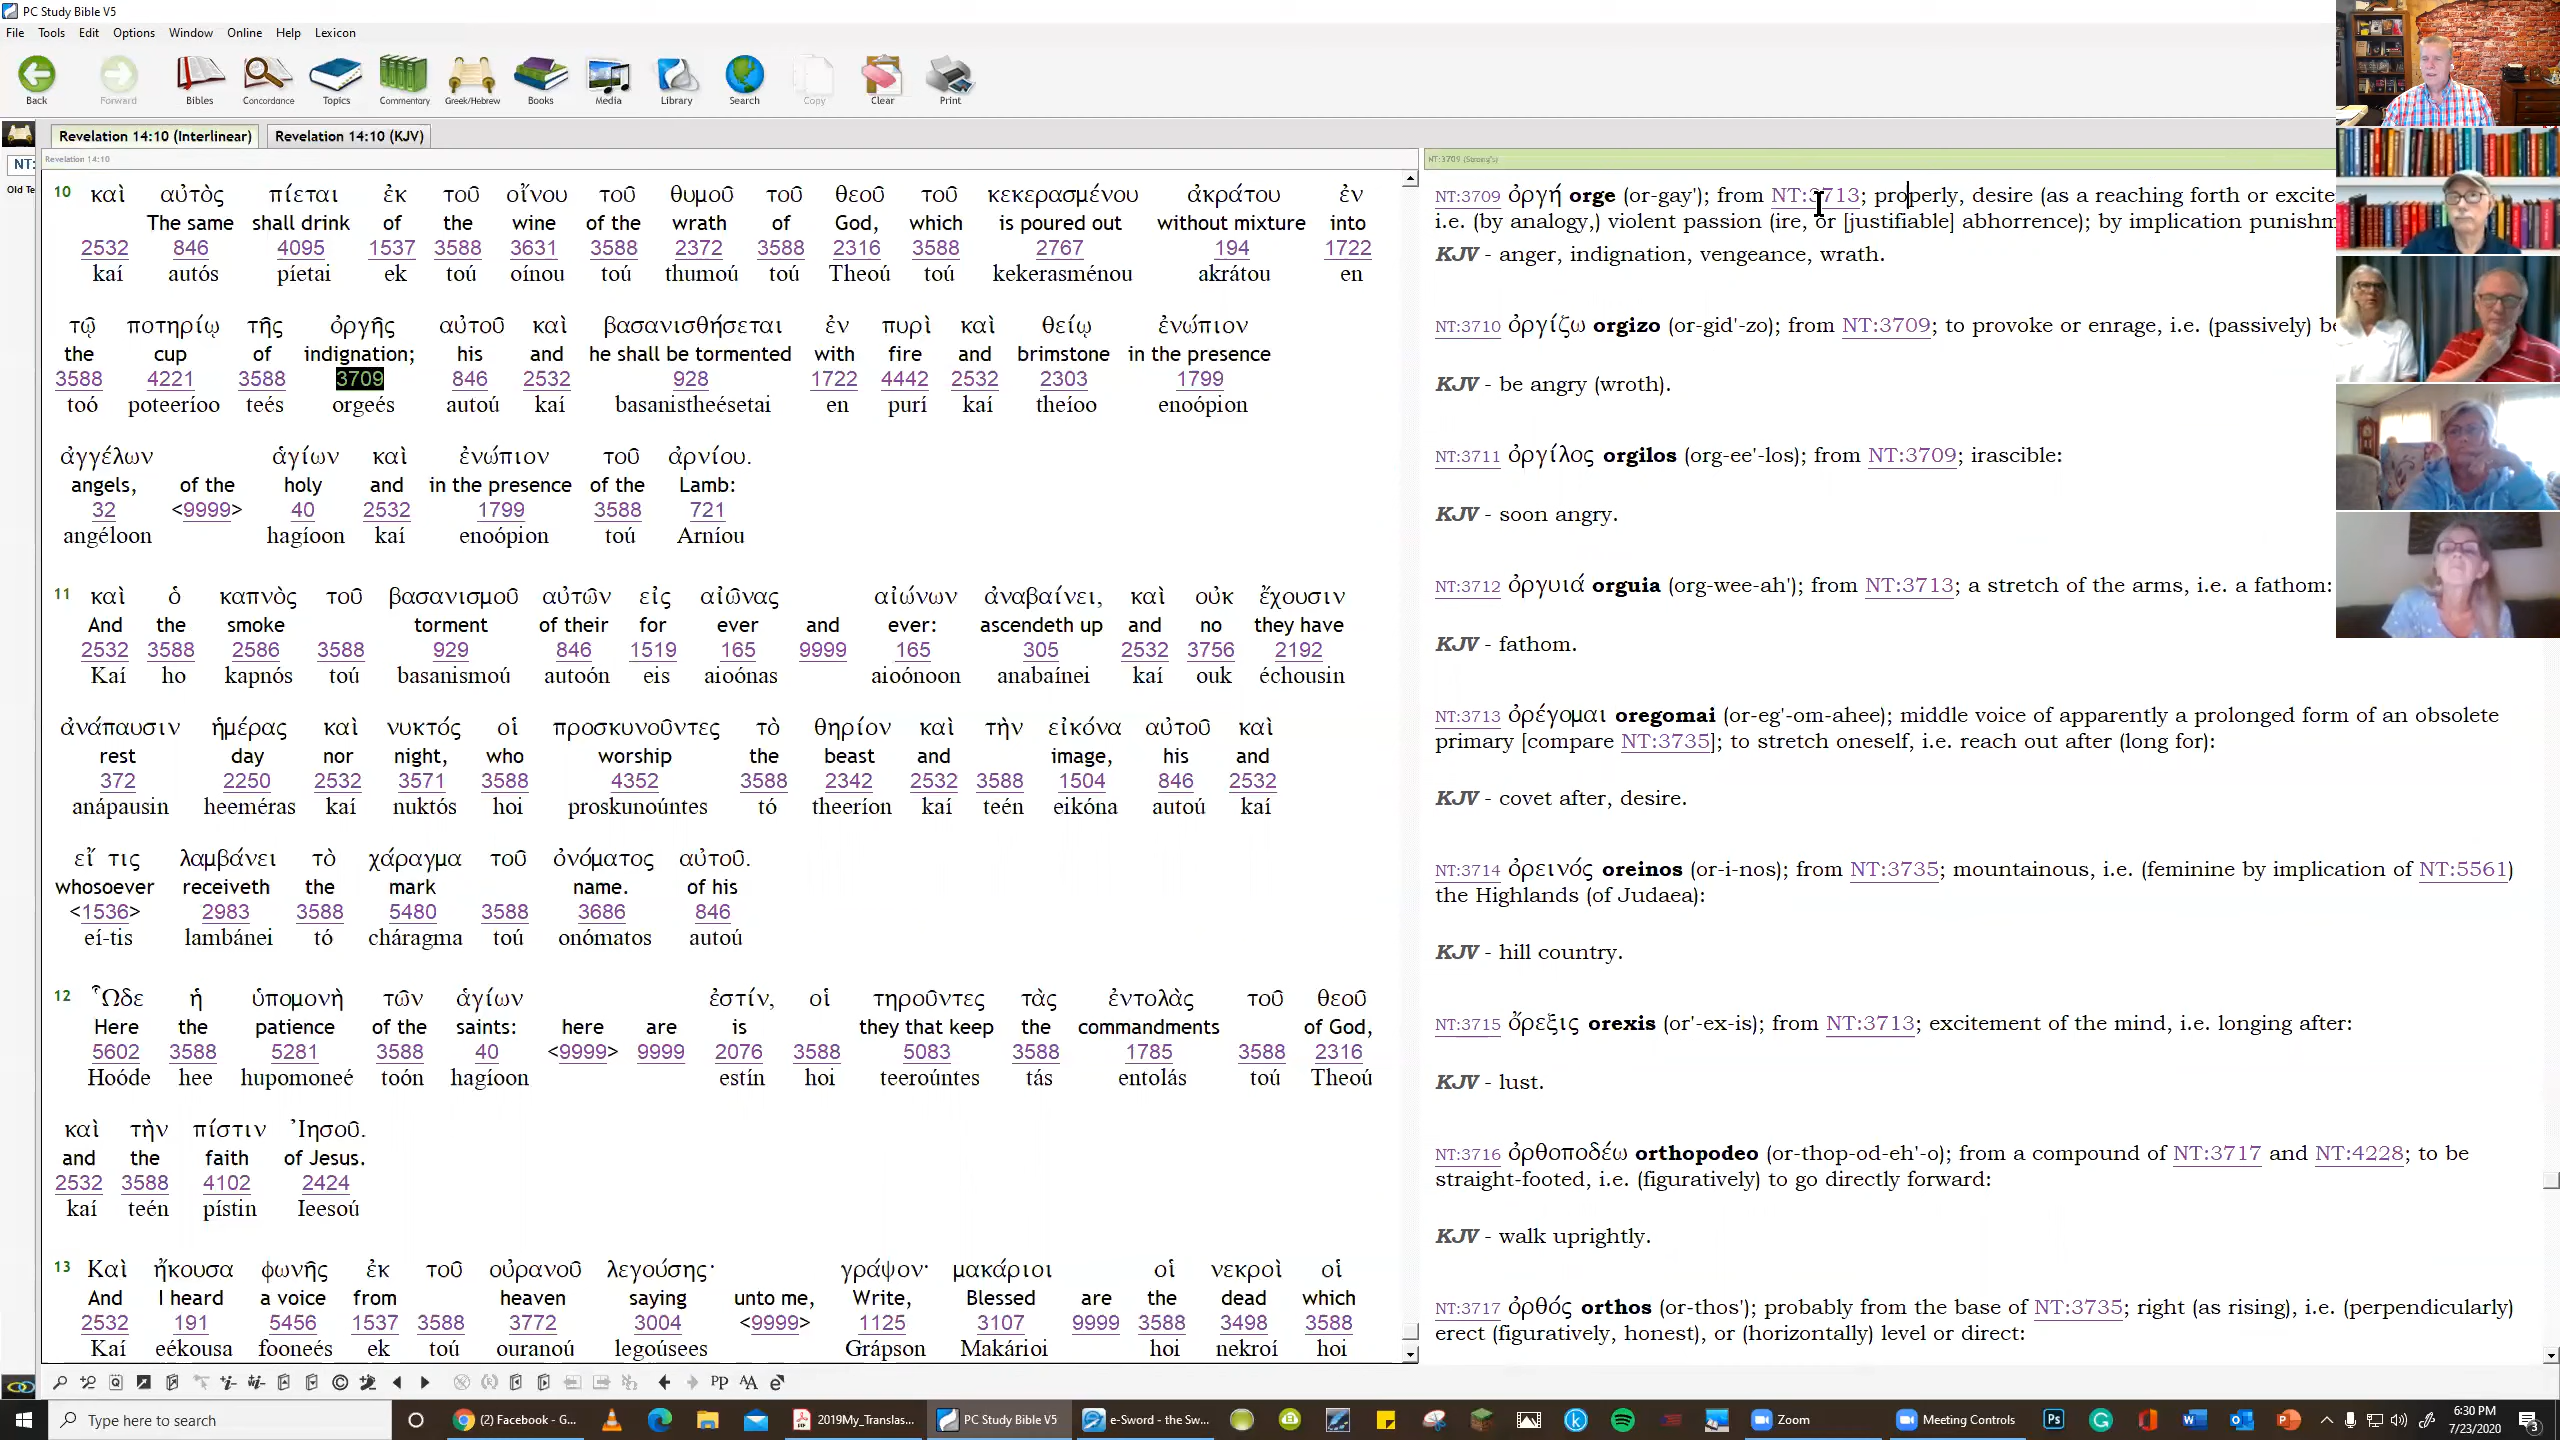 PC Study Bible V5
File Tools Edit Options Window Online Help Lexicon
Back Forward Bibles Concordance Topics Commentary Greek/Hebrew Books Media Library Search Copy Clear Print
Revelation 14:10 (Interlinear) Revelation 14:10 (KJV)
Revelation 14:10
NT:
Old Te
10 καὶ αὐτὸς πίεται ἐκ τοῦ οἴνου τοῦ θυμοῦ τοῦ θεοῦ τοῦ κεκερασμένου ἀκράτου ἐν
The same shall drink of the wine of the wrath of God, which is poured out without mixture into
2532 846 4095 1537 3588 3631 3588 2372 3588 2316 3588 2767 194 1722
kaí autós píetai ek toú oínou toú thumoú toú Theoú toú kekerasménou akrátou en
τῷ ποτηρίῳ τῆς ὀργῆς αὐτοῦ καὶ βασανισθήσεται ἐν πυρὶ καὶ θείῳ ἐνώπιον
the cup of indignation; his and he shall be tormented with fire and brimstone in the presence
3588 4221 3588 3709 846 2532 928 1722 4442 2532 2303 1799
toó poteeríoo teés orgeés autoú kaí basanistheésetai en purí kaí theíoo enoópion
ἀγγέλων ἁγίων καὶ ἐνώπιον τοῦ ἀρνίου.
angels, of the holy and in the presence of the Lamb:
32 <9999> 40 2532 1799 3588 721
angéloon hagíoon kaí enoópion toú Arníou
11 καὶ ὁ καπνὸς τοῦ βασανισμοῦ αὐτῶν εἰς αἰῶνας αἰώνων ἀναβαίνει, καὶ οὐκ ἔχουσιν
And the smoke torment of their for ever and ever: ascendeth up and no they have
2532 3588 2586 3588 929 846 1519 165 9999 165 305 2532 3756 2192
Kaí ho kapnós toú basanismoú autoón eis aioónas aioónoon anabaínei kaí ouk échousin
ἀνάπαυσιν ἡμέρας καὶ νυκτός οἱ προσκυνοῦντες τὸ θηρίον καὶ τὴν εἰκόνα αὐτοῦ καὶ
rest day nor night, who worship the beast and image, his and
372 2250 2532 3571 3588 4352 3588 2342 2532 3588 1504 846 2532
anápausin heeméras kaí nuktós hoi proskunoúntes tó theeríon kaí teén eikóna autoú kaí
εἴ τις λαμβάνει τὸ χάραγμα τοῦ ὀνόματος αὐτοῦ.
whosoever receiveth the mark name. of his
<1536> 2983 3588 5480 3588 3686 846
eí-tis lambánei tó cháragma toú onómatos autoú
12 Ὧδε ἡ ὑπομονὴ τῶν ἁγίων ἐστίν, οἱ τηροῦντες τὰς ἐντολὰς τοῦ θεοῦ
Here the patience of the saints: here are is they that keep the commandments of God,
5602 3588 5281 3588 40 <9999> 9999 2076 3588 5083 3588 1785 3588 2316
Hoóde hee hupomoneé toón hagíoon estín hoi teeroúntes tás entolás toú Theoú
καὶ τὴν πίστιν Ἰησοῦ.
and the faith of Jesus.
2532 3588 4102 2424
kaí teén pístin Ieesoú
13 Καὶ ἤκουσα φωνῆς ἐκ τοῦ οὐρανοῦ λεγούσης· γράψον· μακάριοι οἱ νεκροὶ οἱ
And I heard a voice from heaven saying unto me, Write, Blessed are the dead which
2532 191 5456 1537 3588 3772 3004 <9999> 1125 3107 9999 3588 3498 3588
Kaí eékousa fooneés ek toú ouranoú legoúsees Grápson Makárioi hoi nekroí hoi
NT:3709 (Strong's)
NT:3709 ὀργή orge (or-gay'); from NT:3713; properly, desire (as a reaching forth or excite
i.e. (by analogy,) violent passion (ire, or [justifiable] abhorrence); by implication punishm
KJV - anger, indignation, vengeance, wrath.
NT:3710 ὀργίζω orgizo (or-gid'-zo); from NT:3709; to provoke or enrage, i.e. (passively) be
KJV - be angry (wroth).
NT:3711 ὀργίλος orgilos (org-ee'-los); from NT:3709; irascible:
KJV - soon angry.
NT:3712 ὀργυιά orguia (org-wee-ah'); from NT:3713; a stretch of the arms, i.e. a fathom:
KJV - fathom.
NT:3713 ὀρέγομαι oregomai (or-eg'-om-ahee); middle voice of apparently a prolonged form of an obsolete
primary [compare NT:3735]; to stretch oneself, i.e. reach out after (long for):
KJV - covet after, desire.
NT:3714 ὀρεινός oreinos (or-i-nos); from NT:3735; mountainous, i.e. (feminine by implication of NT:5561)
the Highlands (of Judaea):
KJV - hill country.
NT:3715 ὄρεξις orexis (or'-ex-is); from NT:3713; excitement of the mind, i.e. longing after:
KJV - lust.
NT:3716 ὀρθοποδέω orthopodeo (or-thop-od-eh'-o); from a compound of NT:3717 and NT:4228; to be
straight-footed, i.e. (figuratively) to go directly forward:
KJV - walk uprightly.
NT:3717 ὀρθός orthos (or-thos'); probably from the base of NT:3735; right (as rising), i.e. (perpendicularly)
erect (figuratively, honest), or (horizontally) level or direct:
PP AA
Type here to search (2) Facebook - G... 2019My_Translas... PC Study Bible V5 e-Sword - the Sw... Zoom Meeting Controls 6:30 PM
7/23/2020